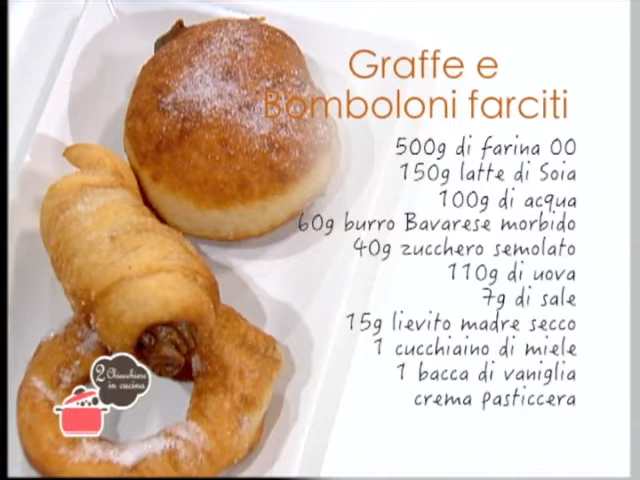 Graffe e
Bomboloni farciti
500g di farina 00
150g latte di Soia
100g di acqua
60g burro Bavarese morbido
40g zucchero semolato
110g di uova
7g di sale
15g lievito madre secco
1 cucchiaino di miele
1 bacca di vaniglia
crema pasticcera
2 Chiacchiere
in cucina